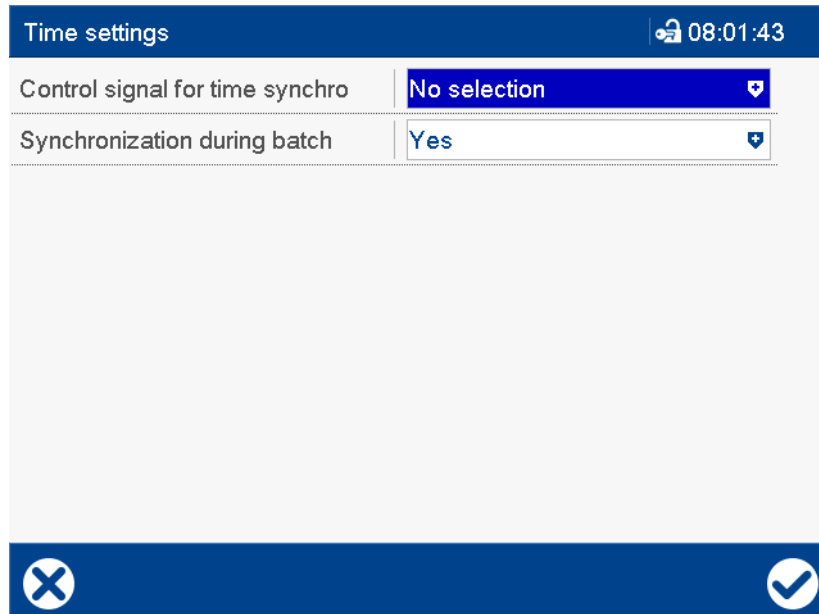 Time settings 08:01:43
Control signal for time synchro No selection
Synchronization during batch Yes